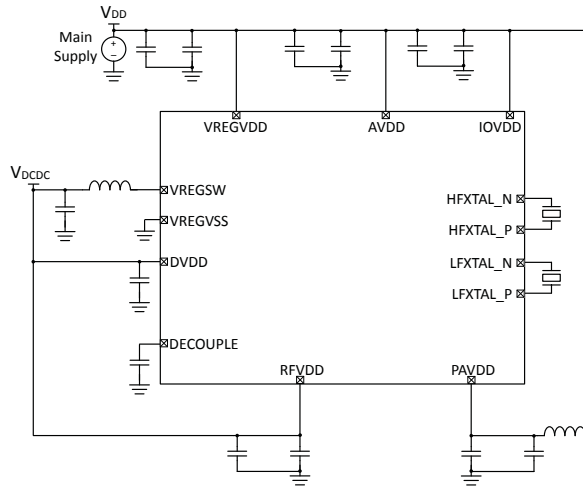 VDD
Main
Supply
+
−
VREGVDD
AVDD
IOVDD
VDCDC
VREGSW
HFXTAL_N
VREGVSS
HFXTAL_P
DVDD
LFXTAL_N
LFXTAL_P
DECOUPLE
RFVDD
PAVDD